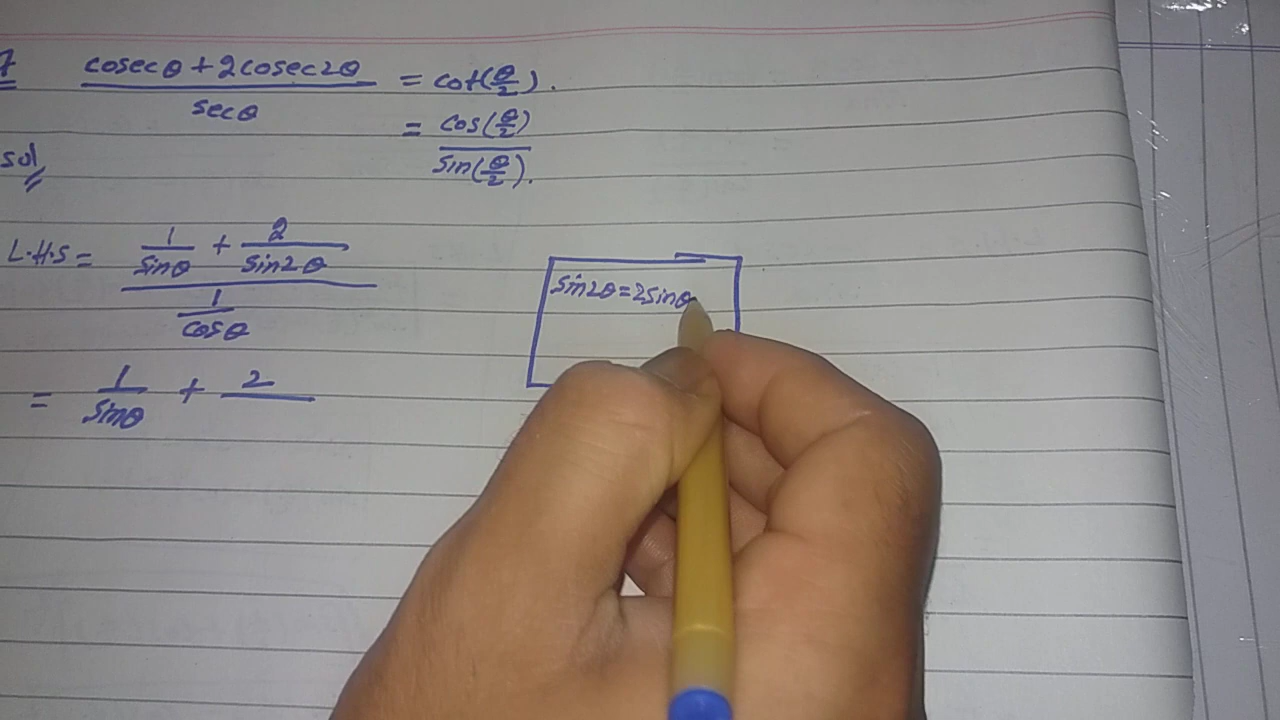 7 cosecθ + 2cosec2θ / secθ = cot(θ/2).
= cos(θ/2) / sin(θ/2).
sol
L.H.S = 1/sinθ + 2/sin2θ / 1/cosθ
sin2θ = 2sinθ
= 1/sinθ + 2/